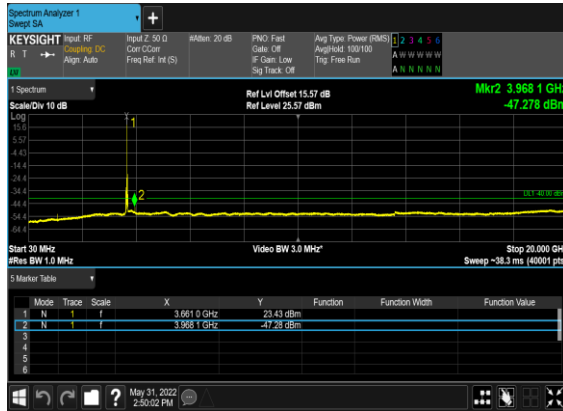 Spectrum Analyzer 1
Swept SA
+
KEYSIGHT Input: RF Input Z: 50 Ω #Atten: 20 dB PNO: Fast Avg Type: Power (RMS) 1 2 3 4 5 6
R T Coupling: DC Corr CCorr Gate: Off Avg|Hold: 100/100 A W W W W W
Align: Auto Freq Ref: Int (S) IF Gain: Low Trig: Free Run
Sig Track: Off A N N N N N
1 Spectrum
Ref Lvl Offset 15.57 dB Mkr2 3.968 1 GHz
Scale/Div 10 dB Ref Level 25.57 dBm -47.278 dBm
Log
15.6
1
5.57
-4.43
-14.4
-24.4
-34.4
2
UL1 -40.00 dBm
-44.4
-54.4
-64.4
Start 30 MHz Video BW 3.0 MHz* Stop 20.000 GHz
#Res BW 1.0 MHz Sweep ~38.3 ms (40001 pts)
5 Marker Table
Mode Trace Scale X Y Function Function Width Function Value
1 N 1 f 3.661 0 GHz 23.43 dBm
2 N 1 f 3.968 1 GHz -47.28 dBm
3
4
5
6
? May 31, 2022
2:50:02 PM